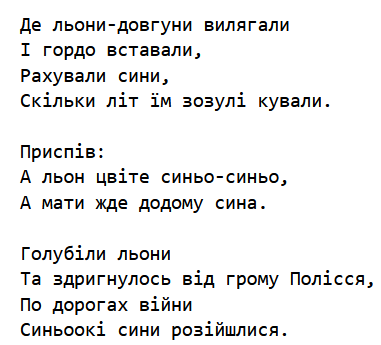 Де льони-довгуни вилягали
І гордо вставали,
Рахували сини,
Скільки літ їм зозулі кували.

Приспів:
А льон цвіте синьо-синьо,
А мати жде додому сина.

Голубіли льони
Та здригнулось від грому Полісся,
По дорогах війни
Синьоокі сини розійшлися.